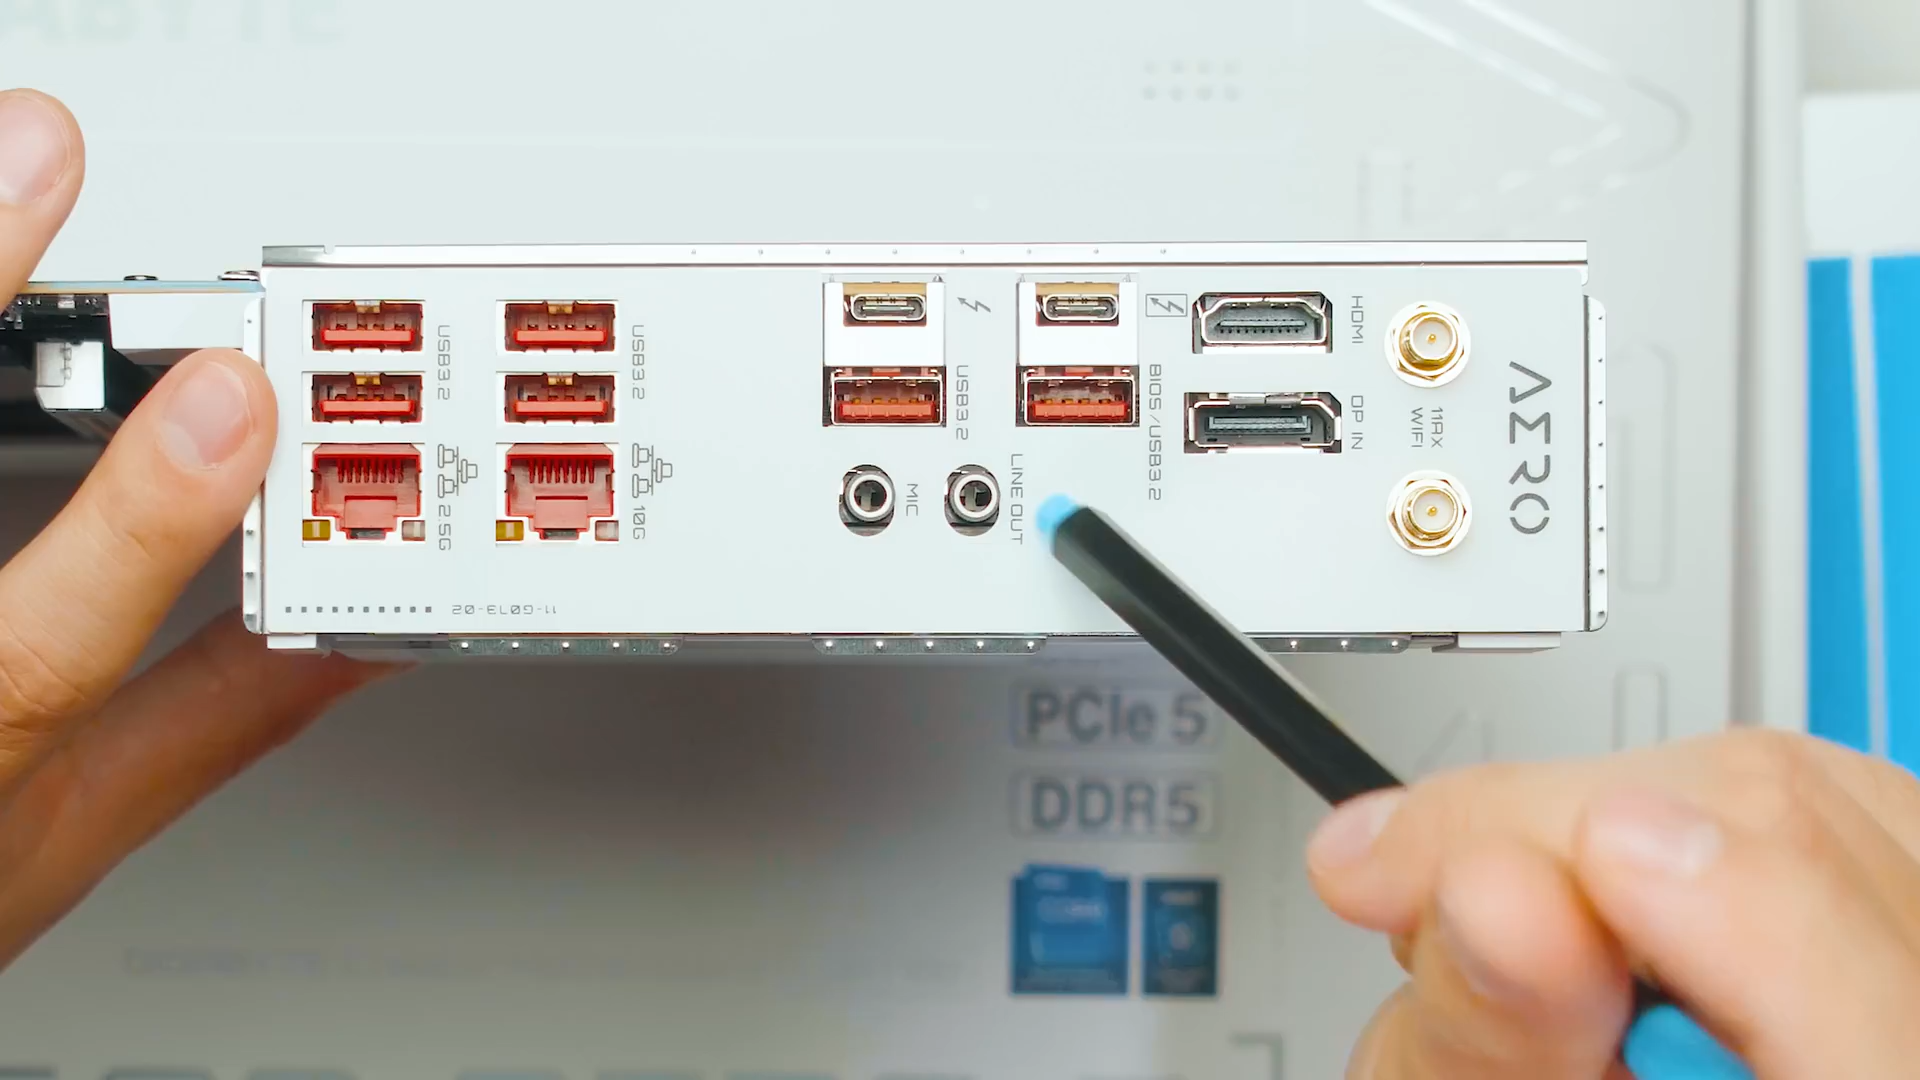 USB3.2
USB3.2
USB3.2
BIOS/USB3.2
HDMI
DP IN
11AX
WIFI
AERO
2.5G
10G
MIC
LINE OUT
11-G073-02
PCIe 5
DDR5